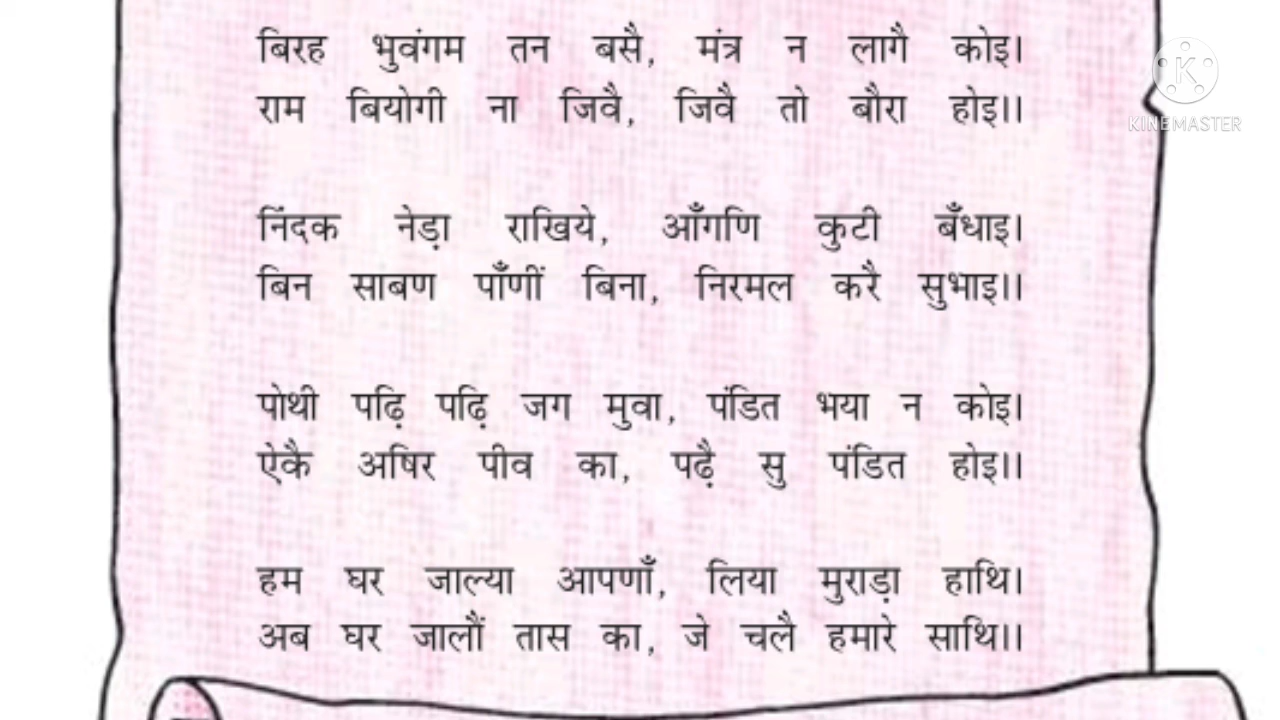 बिरह भुवंगम तन बसै, मंत्र न लागै कोइ।
राम बियोगी ना जिवै, जिवै तो बौरा होइ।।
निंदक नेड़ा राखिये, आँगणि कुटी बँधाइ।
बिन साबण पाँणीं बिना, निरमल करै सुभाइ।।
पोथी पढ़ि पढ़ि जग मुवा, पंडित भया न कोइ।
ऐकै अषिर पीव का, पढ़ै सु पंडित होइ।।
हम घर जाल्या आपणाँ, लिया मुराड़ा हाथि।
अब घर जालौं तास का, जे चलै हमारे साथि।।
K
KINEMASTER